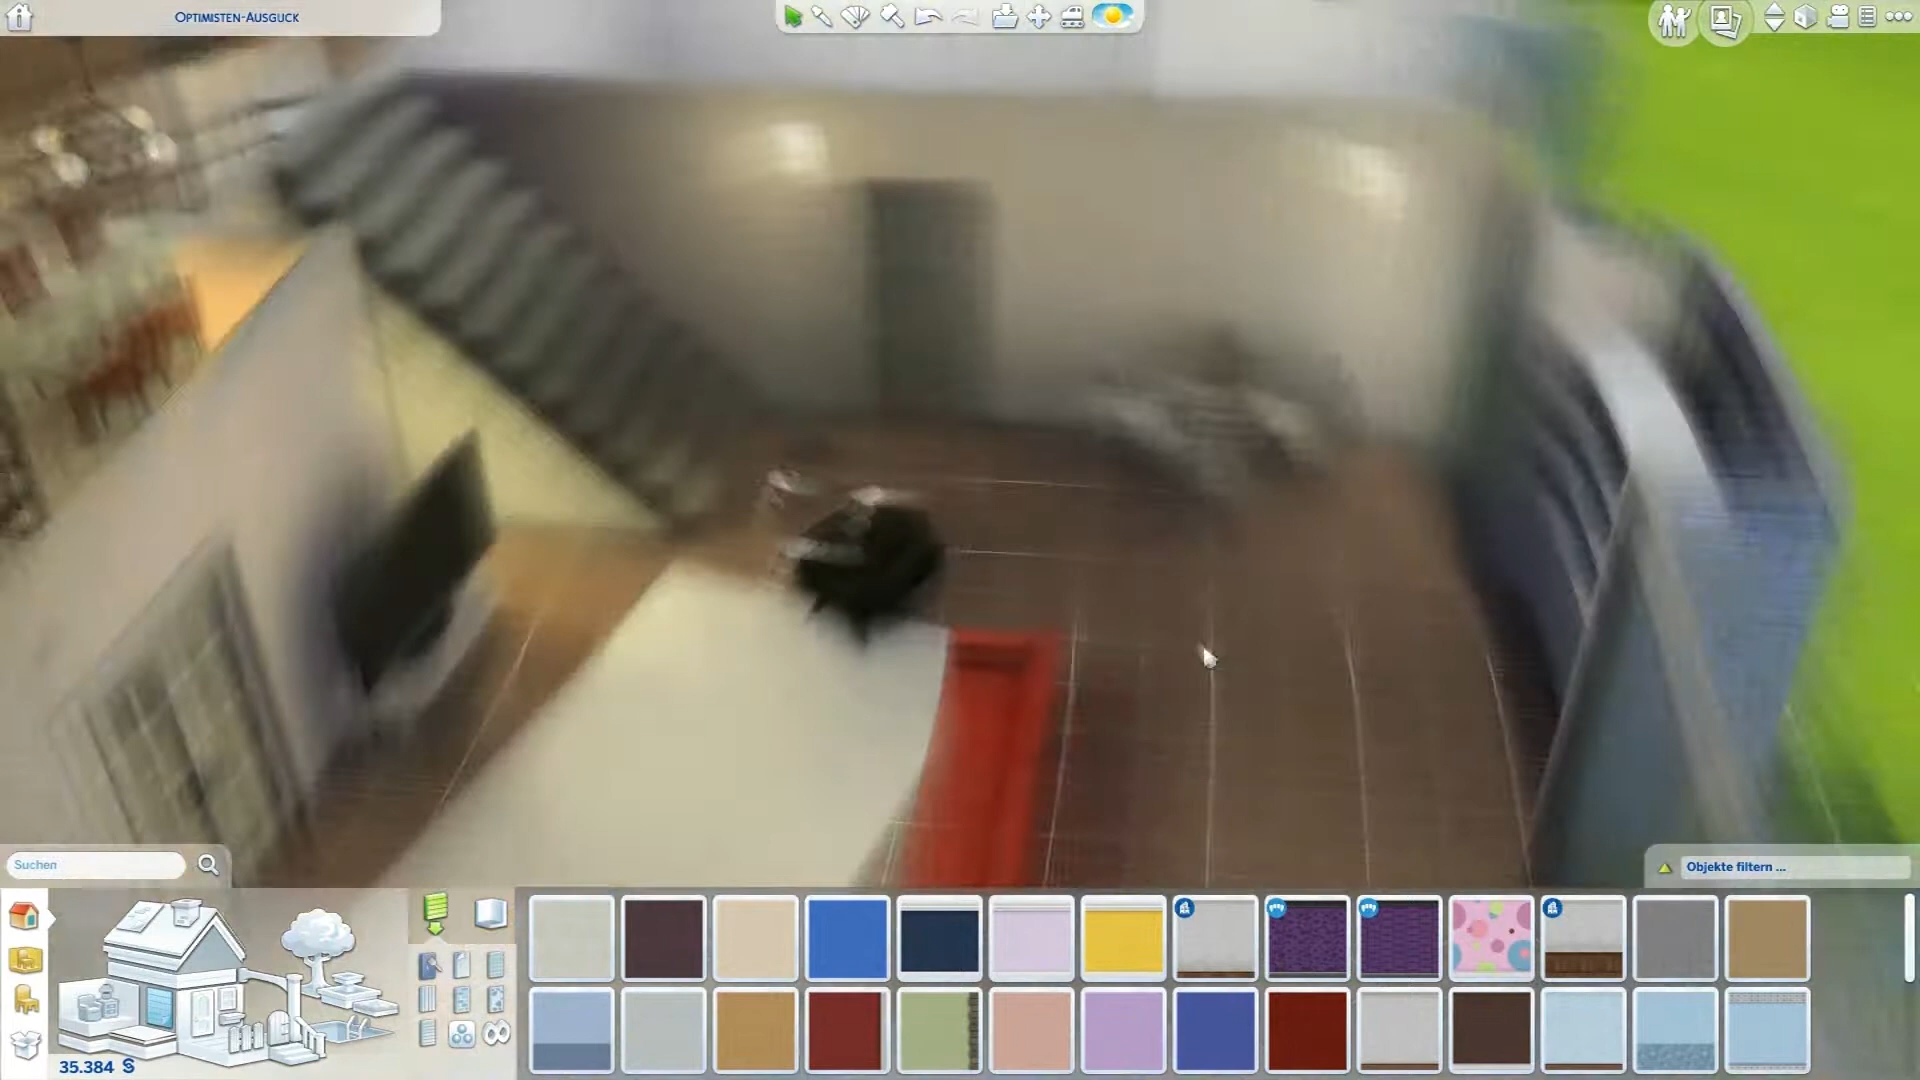 Optimisten-Ausguck
Suchen
Objekte filtern ...
35.384 S